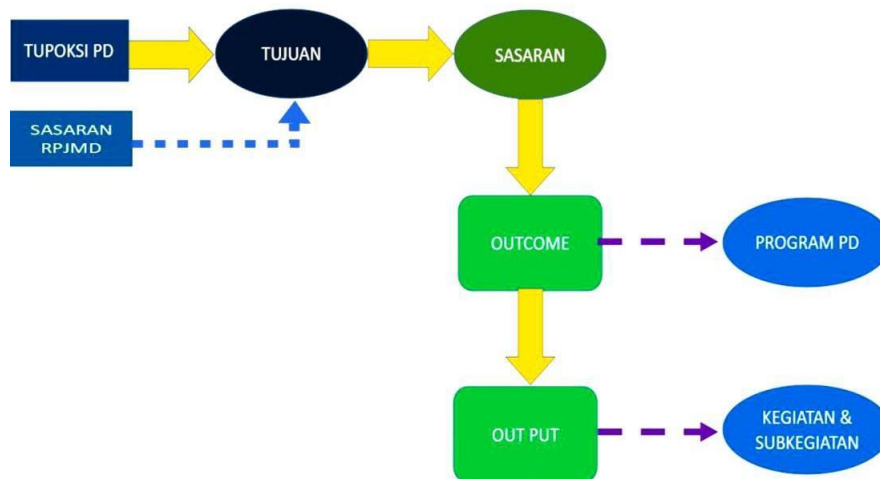 TUPOKSI PD
TUJUAN
SASARAN
SASARAN
RPJMD
OUTCOME
PROGRAM PD
OUT PUT
KEGIATAN &
SUBKEGIATAN